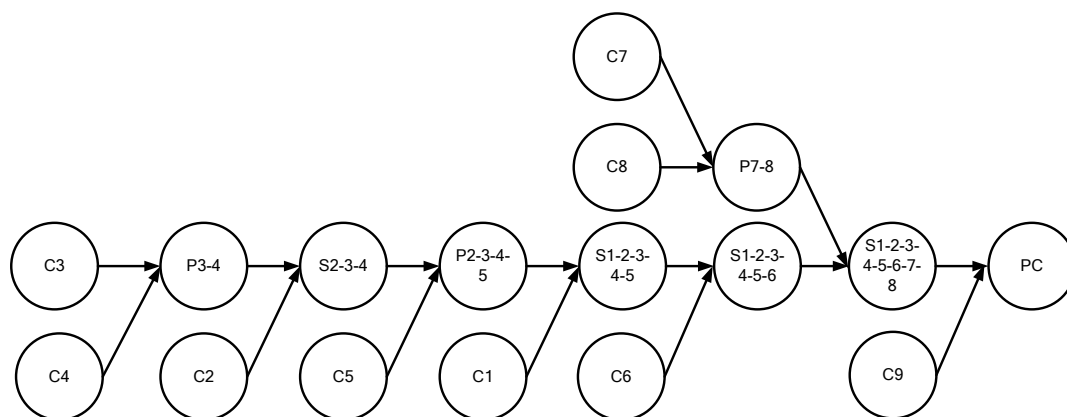 C7
C8
P7-8
C3
P3-4
S2-3-4
P2-3-4-
5
S1-2-3-
4-5
S1-2-3-
4-5-6
S1-2-3-
4-5-6-7-
8
PC
C4
C2
C5
C1
C6
C9